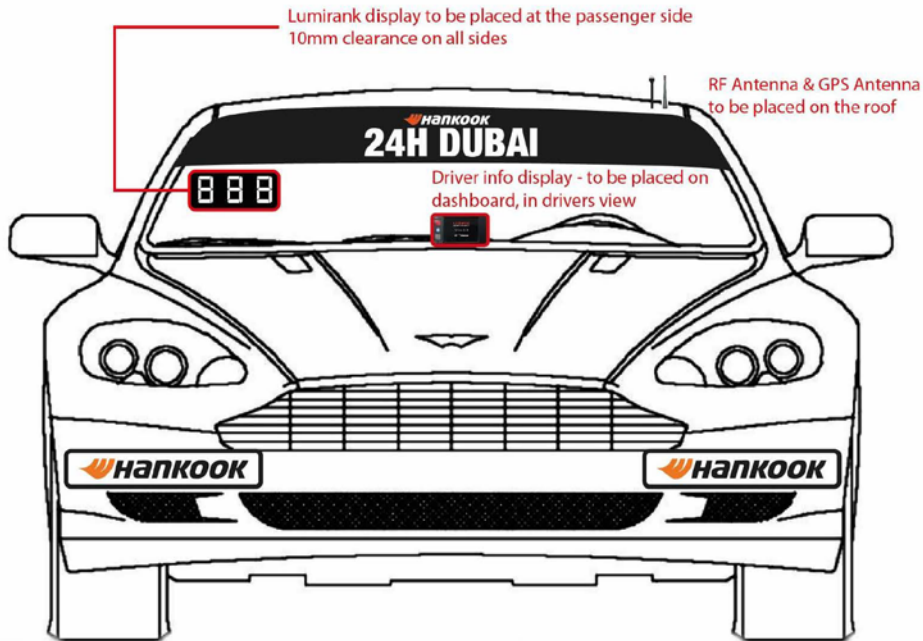 Lumirank display to be placed at the passenger side
10mm clearance on all sides
RF Antenna & GPS Antenna
to be placed on the roof
HANKOOK
24H DUBAI
888
Driver info display - to be placed on
dashboard, in drivers view
HANKOOK
HANKOOK